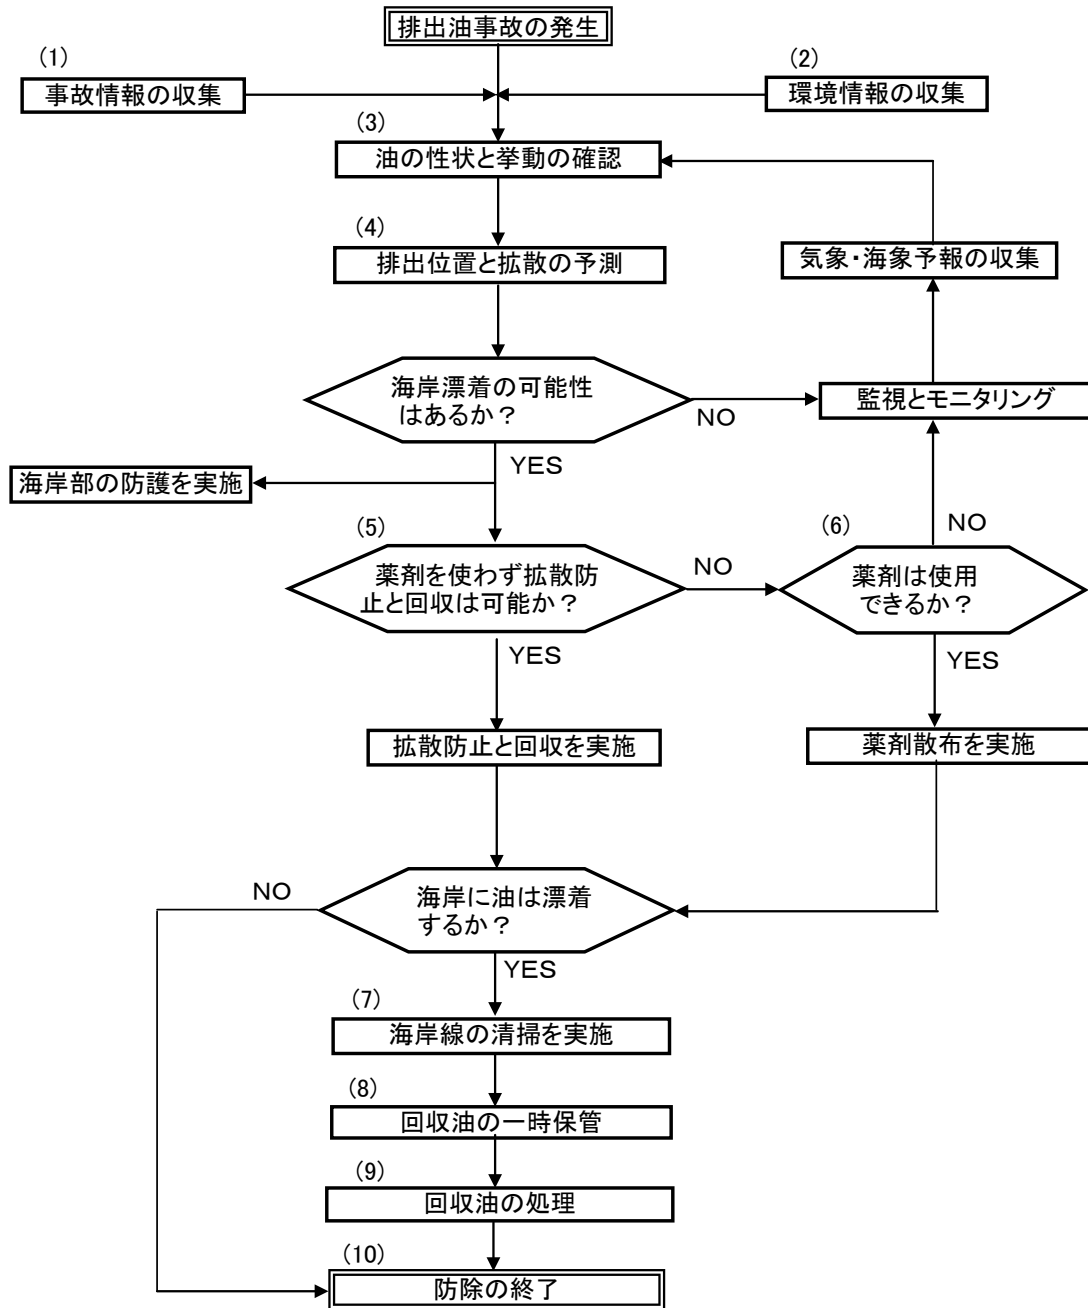 排出油事故の発生
(1)
事故情報の収集
(2)
環境情報の収集
(3)
油の性状と挙動の確認
(4)
排出位置と拡散の予測
気象・海象予報の収集
海岸漂着の可能性
はあるか？
NO
監視とモニタリング
YES
海岸部の防護を実施
(5)
薬剤を使わず拡散防
止と回収は可能か？
NO
(6)
薬剤は使用
できるか？
NO
YES
YES
拡散防止と回収を実施
薬剤散布を実施
海岸に油は漂着
するか？
NO
YES
(7)
海岸線の清掃を実施
(8)
回収油の一時保管
(9)
回収油の処理
(10)
防除の終了